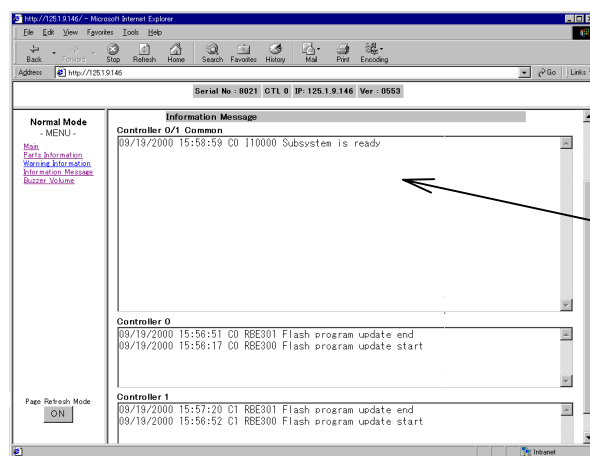 http://125.1.9.146/ - Microsoft Internet Explorer
File Edit View Favorites Tools Help
Back Forward Stop Refresh Home Search Favorites History Mail Print Encoding
Address http://125.1.9.146 Go Links
Serial No : 8021 CTL 0 IP: 125.1.9.146 Ver : 0553
Normal Mode
- MENU -
Main
Parts Information
Warning Information
Information Message
Buzzer Volume
Page Refresh Mode
ON
Information Message
Controller 0/1 Common
09/19/2000 15:58:59 C0 I10000 Subsystem is ready
Controller 0
09/19/2000 15:56:51 C0 RBE301 Flash program update end
09/19/2000 15:56:17 C0 RBE300 Flash program update start
Controller 1
09/19/2000 15:57:20 C1 RBE301 Flash program update end
09/19/2000 15:56:52 C1 RBE300 Flash program update start
Intranet